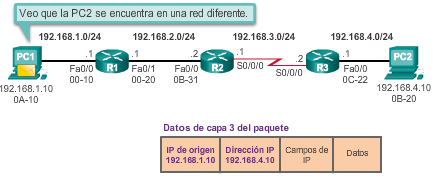 Veo que la PC2 se encuentra en una red diferente.
192.168.1.0/24
192.168.2.0/24
192.168.3.0/24
192.168.4.0/24
PC1
.1
.1
.2
.1
.2
.1
PC2
Fa0/0
R1
Fa0/1
Fa0/0
R2
S0/0/0
S0/0/0
R3
Fa0/0
192.168.1.10
00-10
00-20
0B-31
0C-22
192.168.4.10
0A-10
0B-20
Datos de capa 3 del paquete
IP de origen
192.168.1.10
Dirección IP
192.168.4.10
Campos de
IP
Datos